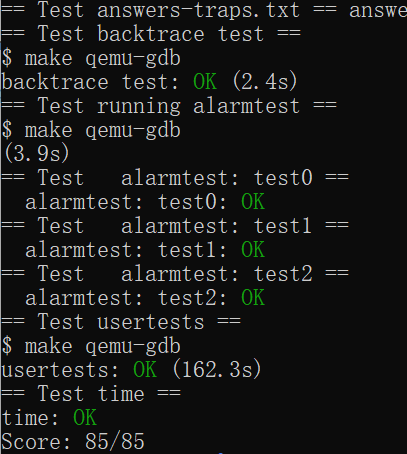 == Test answers-traps.txt == answe
== Test backtrace test ==
$ make qemu-gdb
backtrace test: OK (2.4s)
== Test running alarmtest ==
$ make qemu-gdb
(3.9s)
== Test   alarmtest: test0 ==
  alarmtest: test0: OK
== Test   alarmtest: test1 ==
  alarmtest: test1: OK
== Test   alarmtest: test2 ==
  alarmtest: test2: OK
== Test usertests ==
$ make qemu-gdb
usertests: OK (162.3s)
== Test time ==
time: OK
Score: 85/85